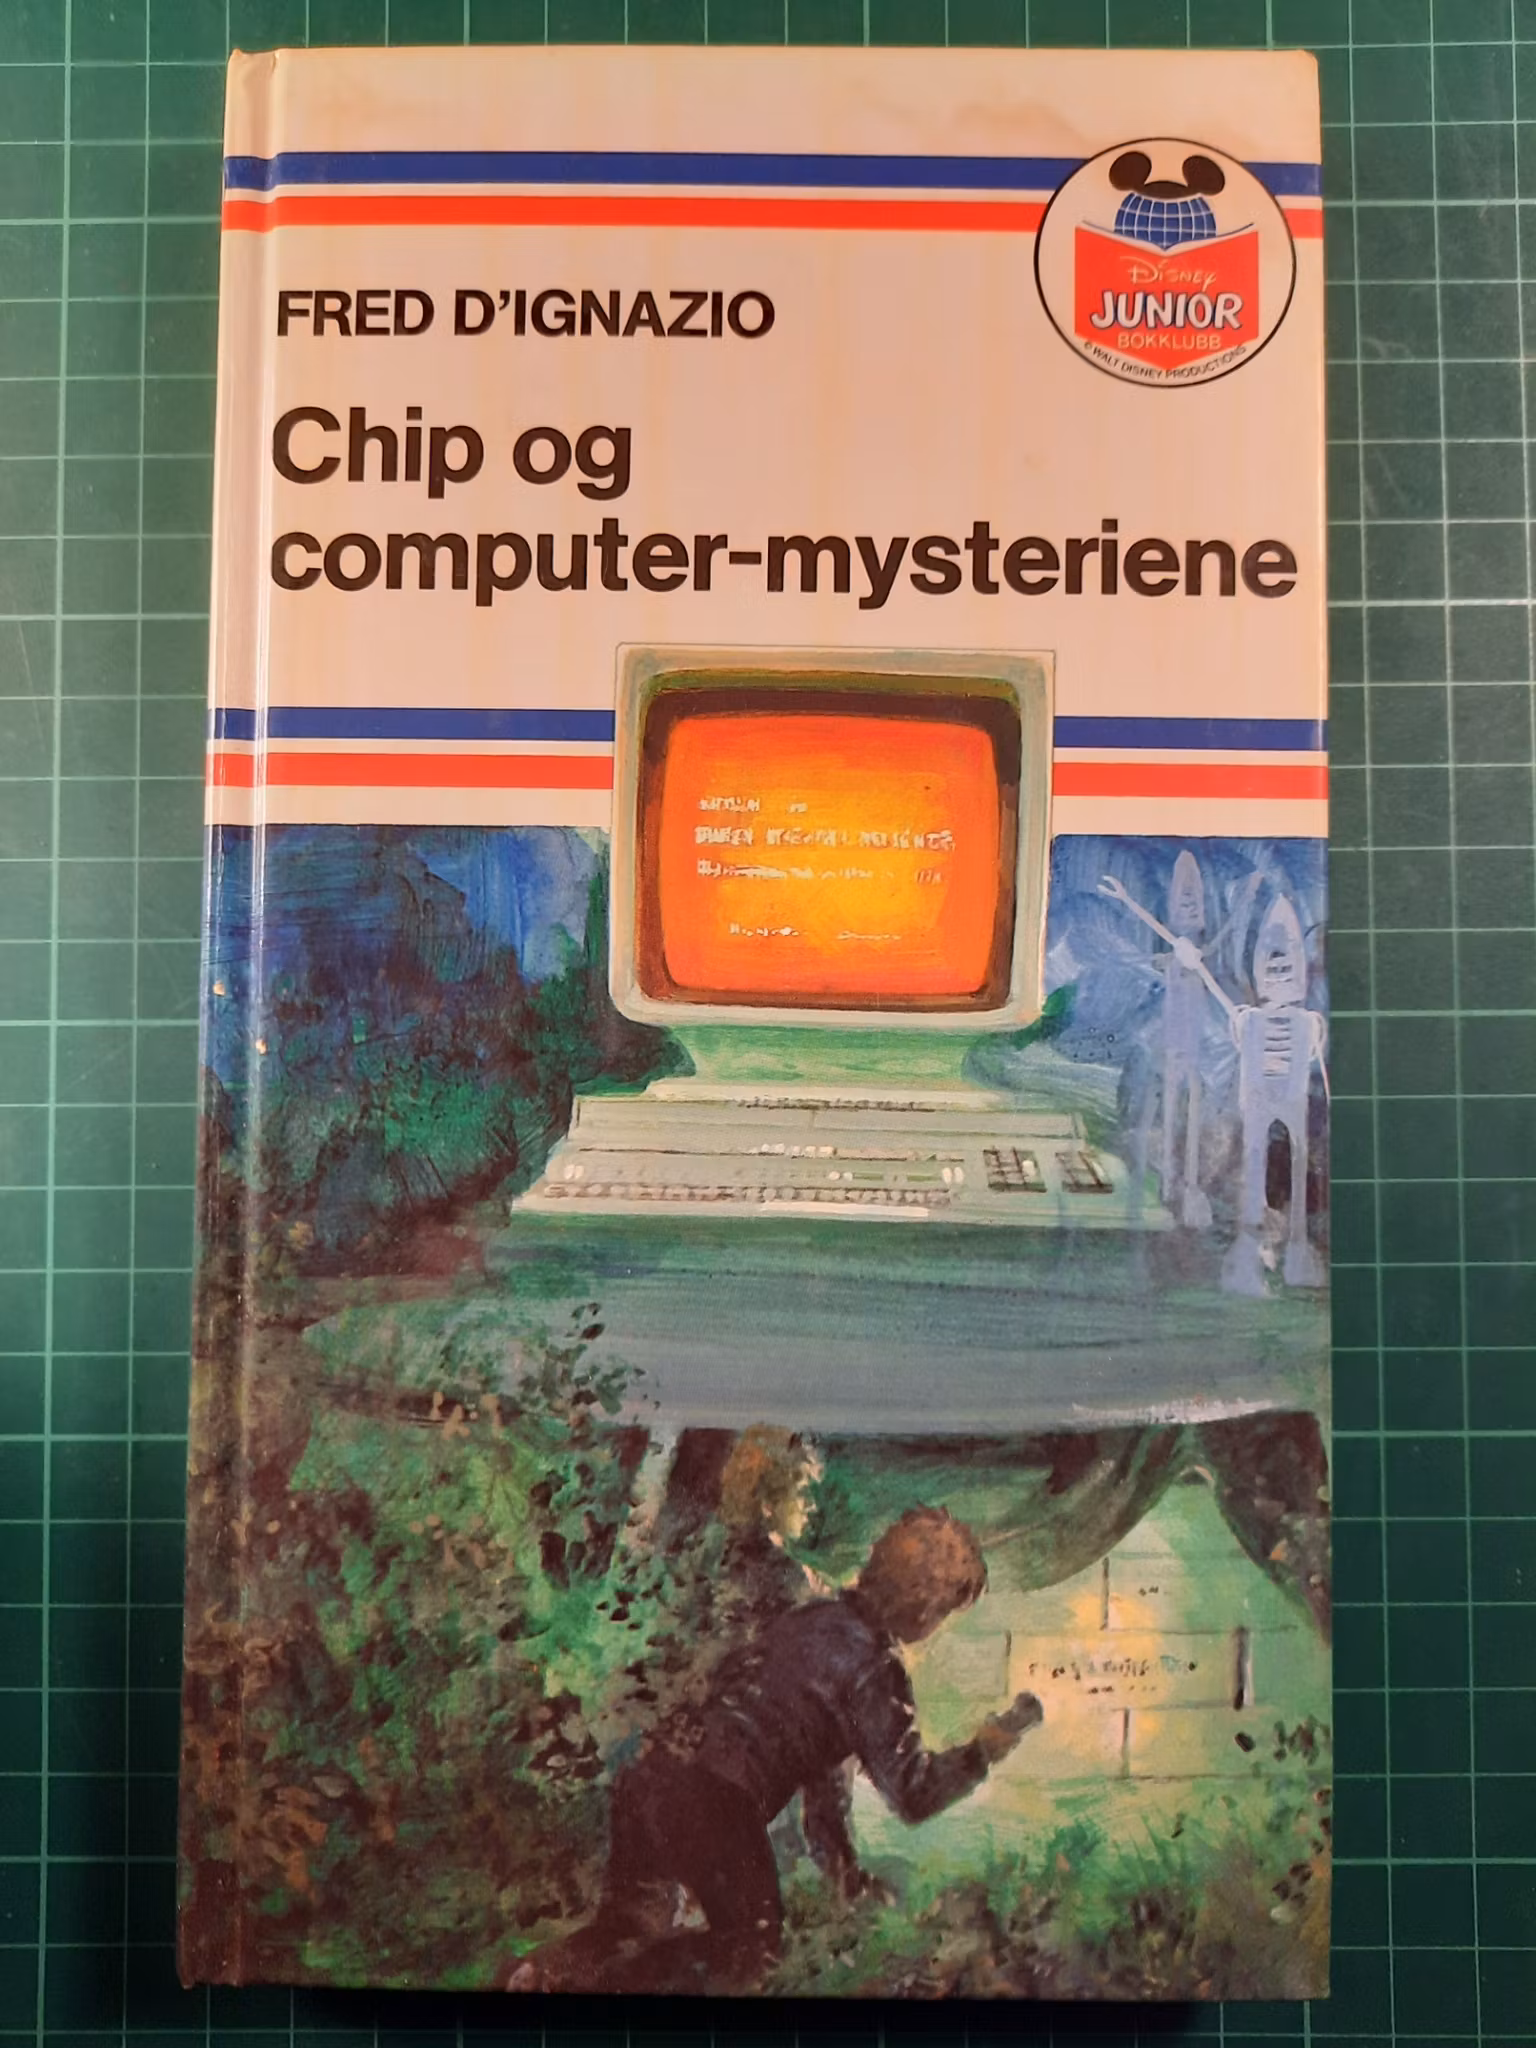 FRED D'IGNAZIO
Chip og
computer-mysteriene
Disney
JUNIOR
BOKKLUBB
© WALT DISNEY PRODUCTIONS